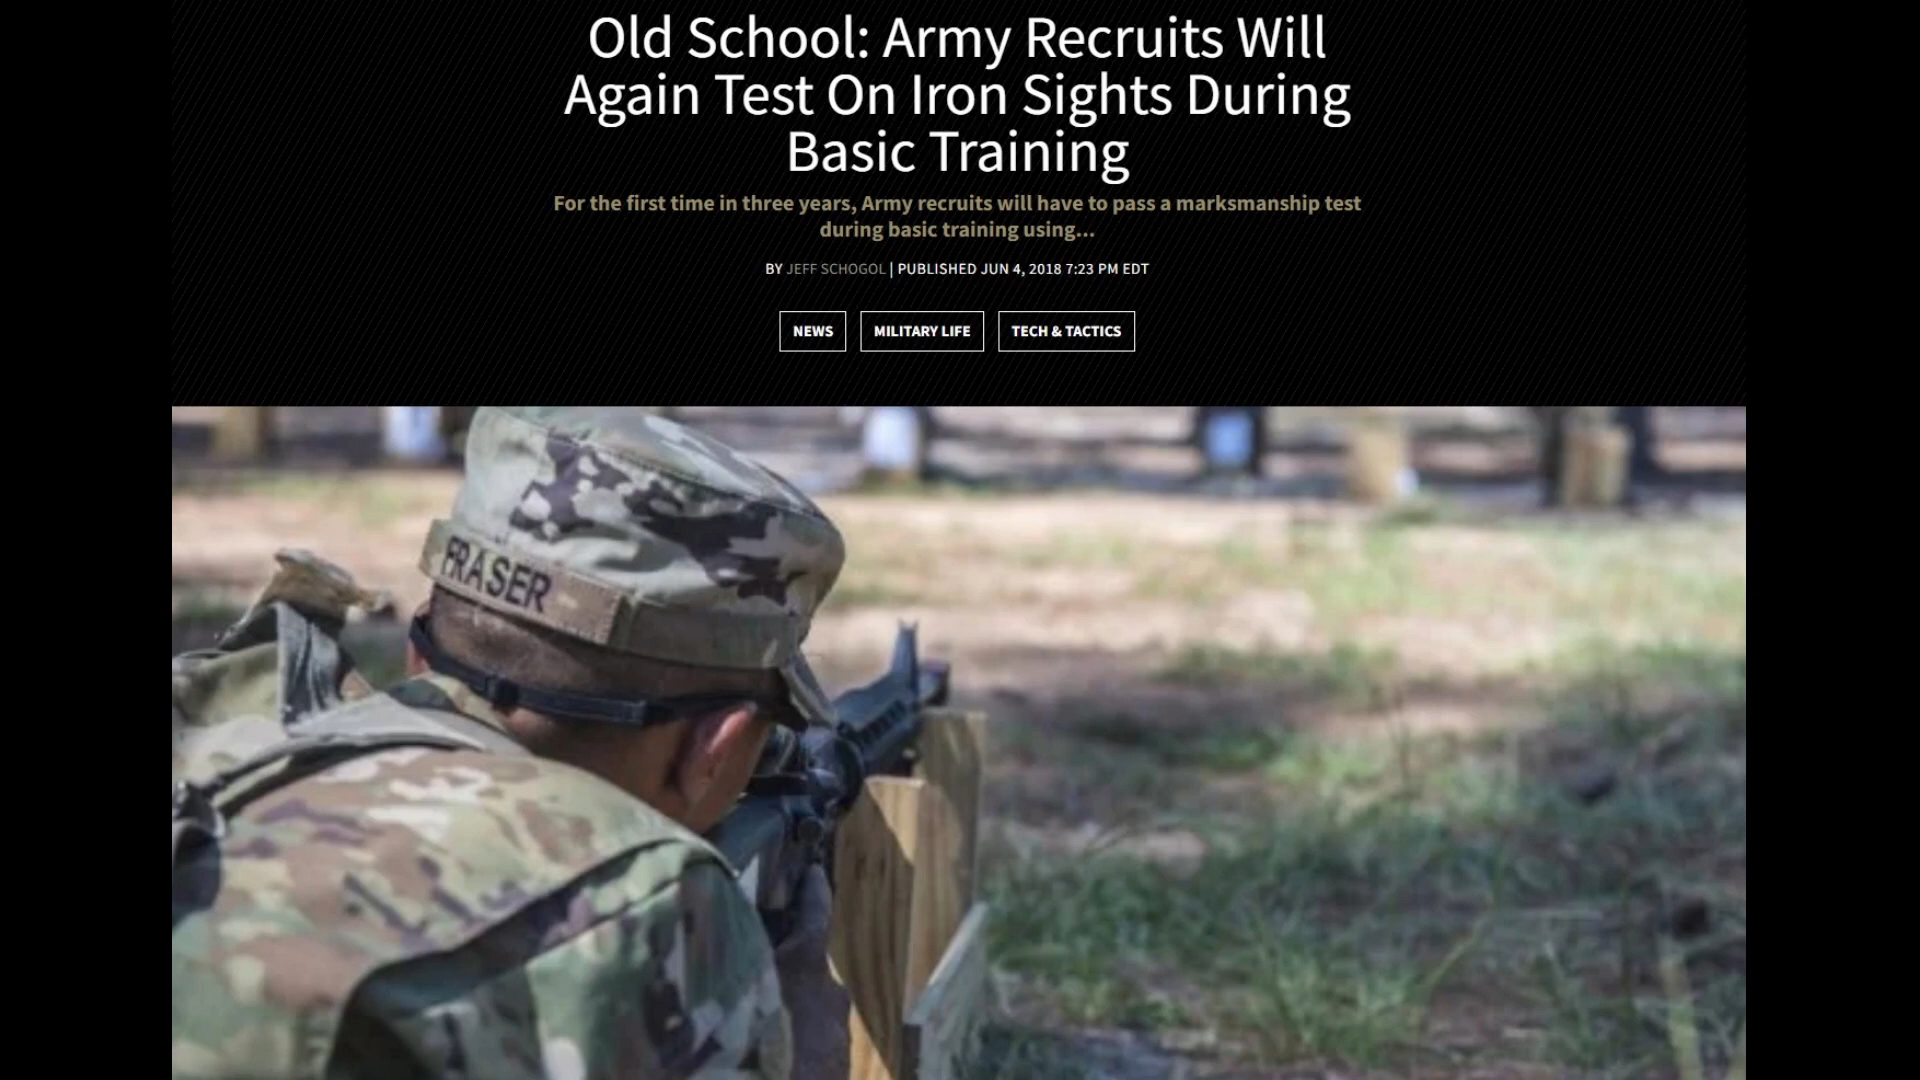 Old School: Army Recruits Will
Again Test On Iron Sights During
Basic Training
For the first time in three years, Army recruits will have to pass a marksmanship test
during basic training using...
BY JEFF SCHOGOL | PUBLISHED JUN 4, 2018 7:23 PM EDT
NEWS MILITARY LIFE TECH & TACTICS
FRASER